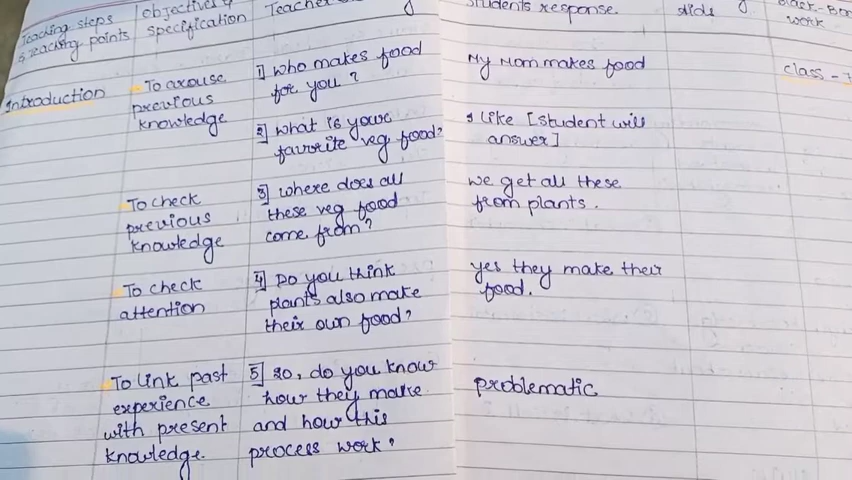 Teaching steps
& teaching points
objectives &
specification
Teacher
Students response.
aids
Black-Bo
work
Introduction
To arouse
previous
knowledge
1] who makes food
for you?
My Mom makes food
class -
2] what is your
favrite veg food?
I like [student will
answer]
To check
previous
knowledge
3] where does all
these veg food
come from?
we get all these
from plants.
To check
attention
4] Do you think
plants also make
their own food?
yes they make their
food.
To link past
experience
with present
knowledge.
5] so, do you know
how they make
and how this
process work?
problematic